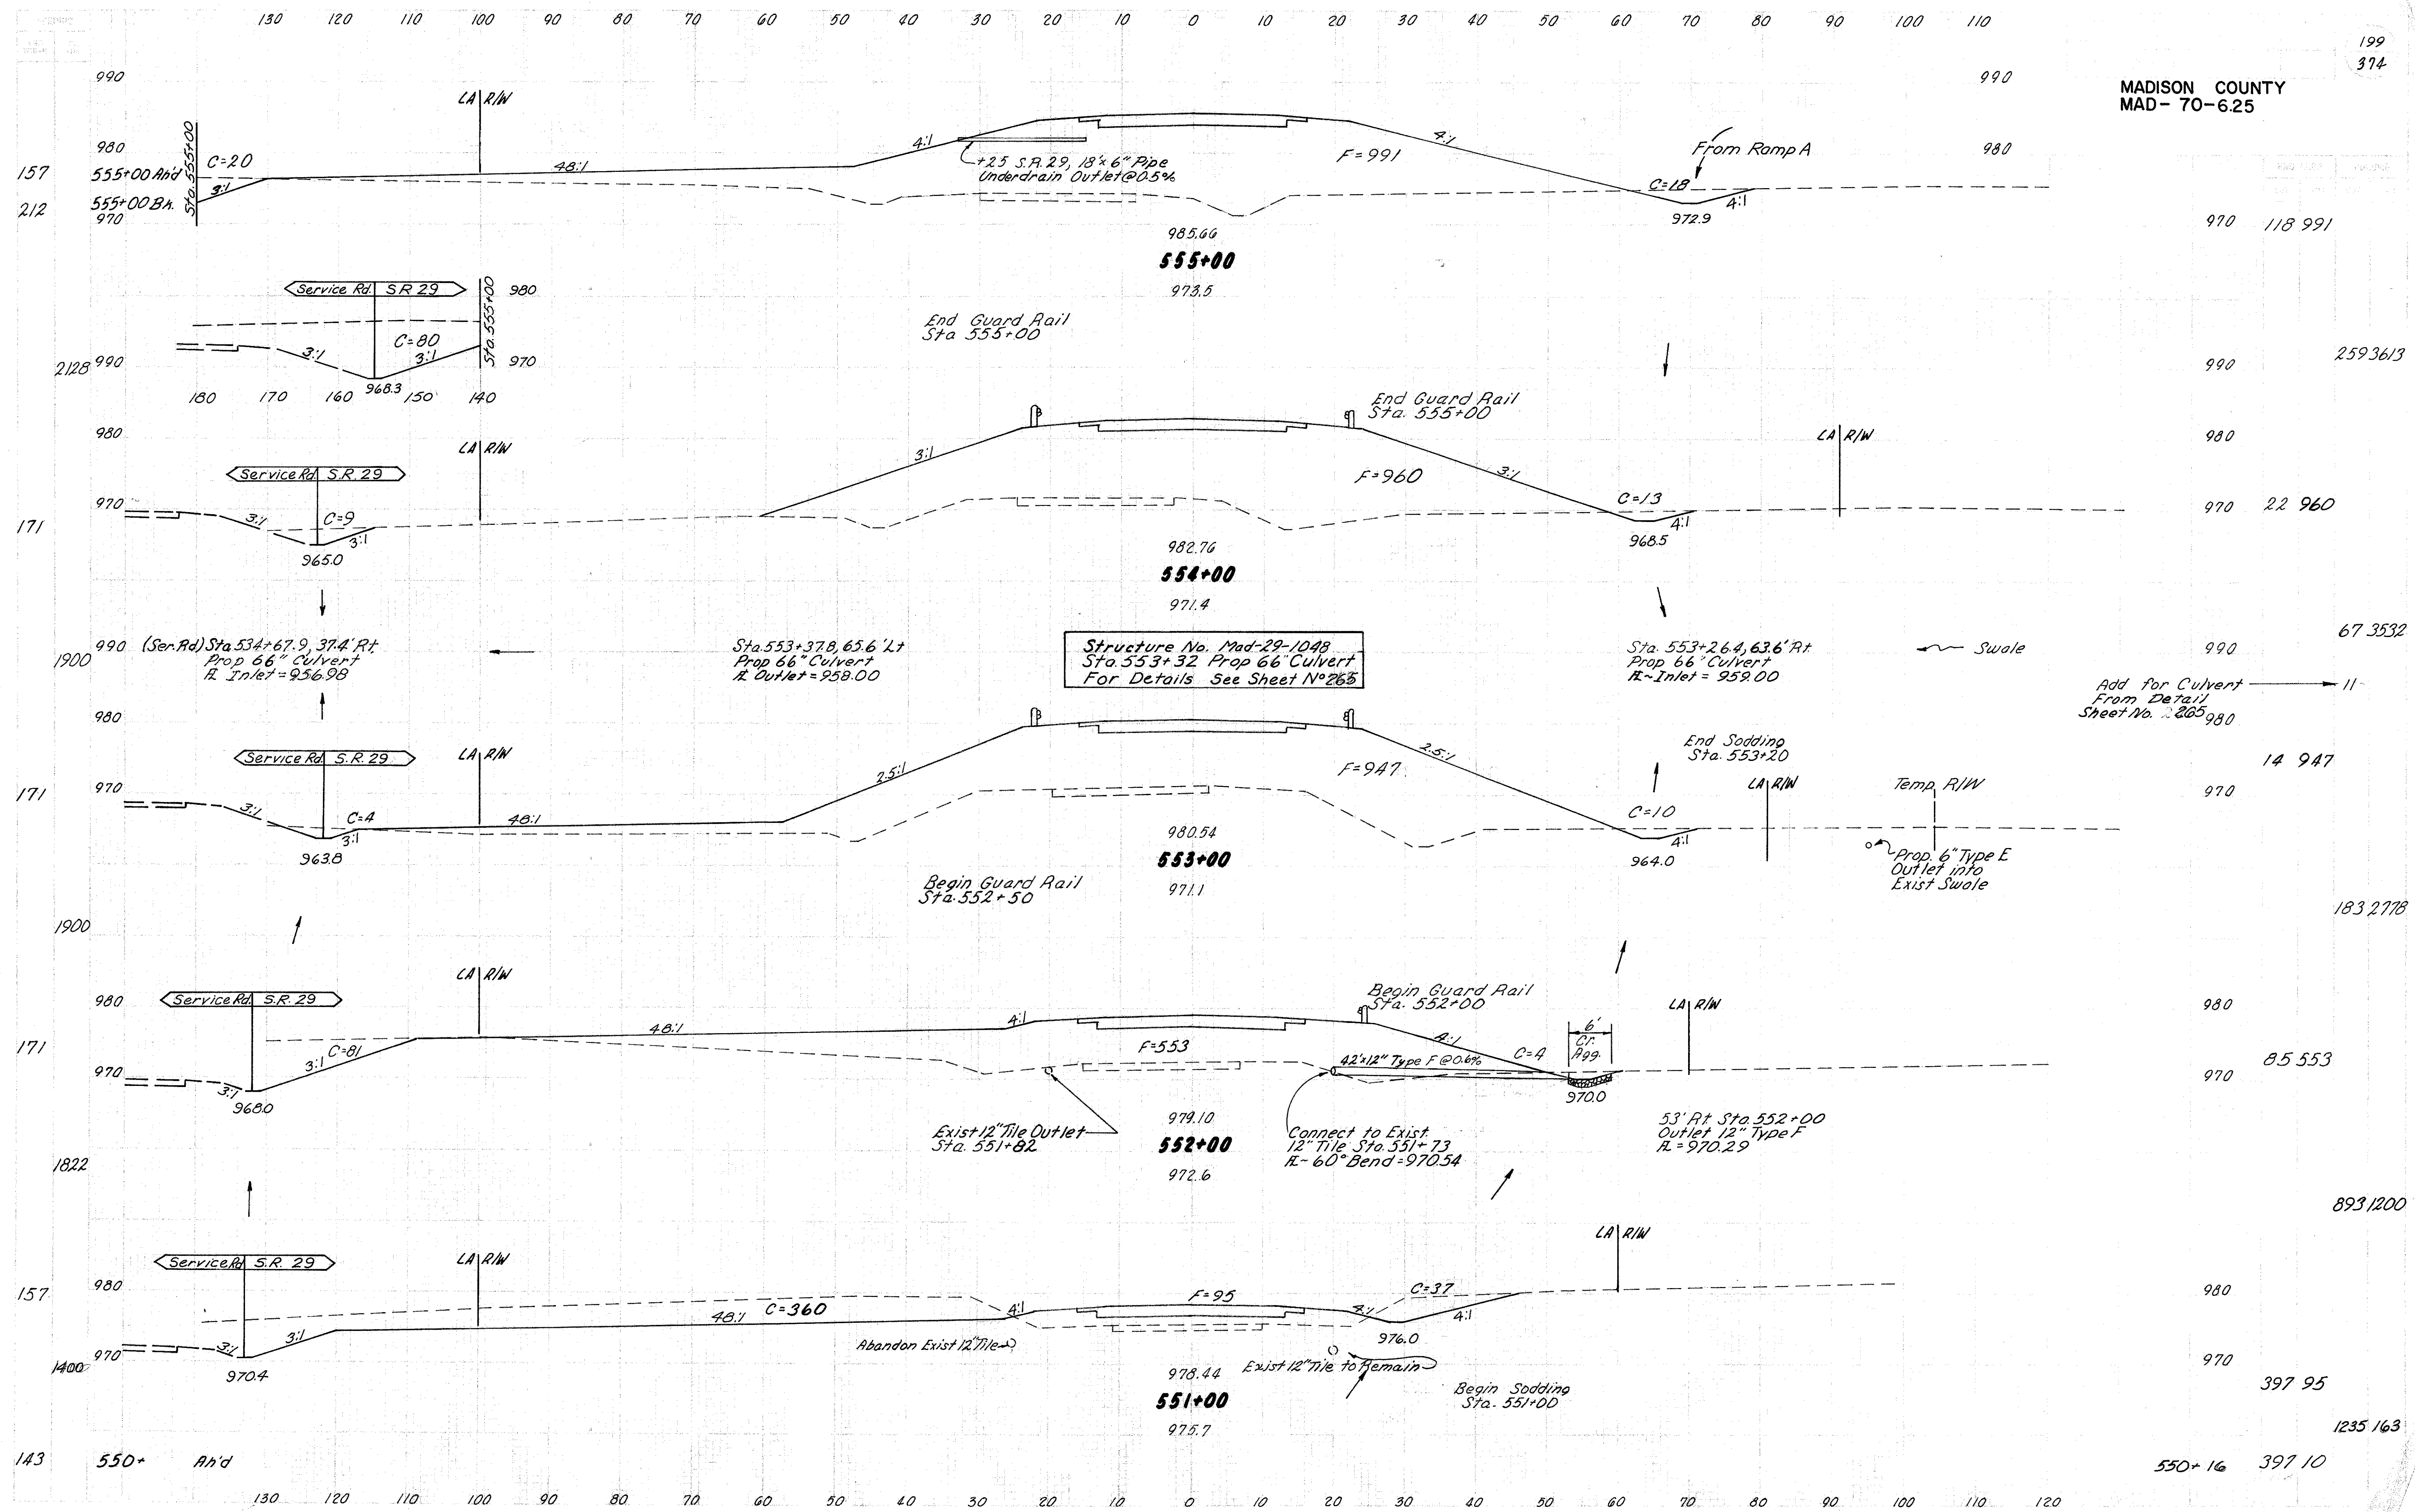 130 120 110 100 90 80 70 60 50 40 30 20 10 0 10 20 30 40 50 60 70 80 90 100 110
199
374
MADISON COUNTY
MAD-70-6.25
990
990
LA R/W
980
C=20
3:1
Sta. 555+00
48:1
4:1
+25 S.R. 29, 18'x6" Pipe
Underdrain Outlet @ 0.5%
F=991
4:1
From Ramp A
C=18
4:1
972.9
980
157
555+00 Ah'd
212
555+00 Bk.
970
970
118 991
985.66
555+00
973.5
Service Rd. S.R. 29
980
Sta. 555+00
C=80
3:1
3:1
970
968.3
180 170 160 150 140
End Guard Rail
Sta 555+00
2128
990
990
2593613
End Guard Rail
Sta. 555+00
980
LA R/W
LA R/W
980
Service Rd. S.R. 29
3:1
F=960
3:1
970
3:1
C=9
3:1
965.0
C=13
4:1
968.5
970
22 960
171
982.76
554+00
971.4
1900
990
(Ser. Rd) Sta 534+67.9, 37.4' Rt.
Prop 66" Culvert
FL Inlet = 956.98
Sta. 553+37.8, 65.6' Lt
Prop 66" Culvert
FL Outlet = 958.00
Structure No. Mad-29-1048
Sta. 553+32 Prop 66" Culvert
For Details See Sheet Nº 265
Sta. 553+26.4, 63.6' Rt.
Prop 66" Culvert
FL~Inlet = 959.00
Swale
990
67 3532
Add for Culvert
From Detail
Sheet No. 265
11
980
980
Service Rd. S.R. 29
LA R/W
2.5:1
F=947
2.5:1
End Sodding
Sta. 553+20
LA R/W
Temp. R/W
14 947
171
970
3:1
C=4
3:1
963.8
48:1
C=10
4:1
964.0
970
980.54
553+00
971.1
Prop. 6" Type E
Outlet into
Exist Swale
Begin Guard Rail
Sta. 552+50
1900
183 2778
LA R/W
Begin Guard Rail
Sta. 552+00
980
Service Rd. S.R. 29
48:1
4:1
F=553
4:1
LA R/W
6'
Cr.
Agg.
980
171
970
3:1
C=81
3:1
968.0
42'x12" Type F @ 0.6%
C=4
970.0
970
85 553
Exist 12" Tile Outlet
Sta. 551+82
979.10
552+00
972.6
Connect to Exist.
12" Tile Sta. 551+73
FL~60° Bend = 970.54
53' Rt. Sta. 552+00
Outlet 12" Type F
FL = 970.29
1822
893 1200
LA R/W
Service Rd. S.R. 29
LA R/W
980
157
C=360
48:1
4:1
F=95
4:1
C=37
4:1
980
970
3:1
3:1
970.4
Abandon Exist 12" Tile
976.0
Exist 12" Tile to Remain
970
1400
978.44
551+00
975.7
Begin Sodding
Sta. 551+00
397 95
1235 163
143
550+ Ah'd
550+16
397 10
130 120 110 100 90 80 70 60 50 40 30 20 10 0 10 20 30 40 50 60 70 80 90 100 110 120